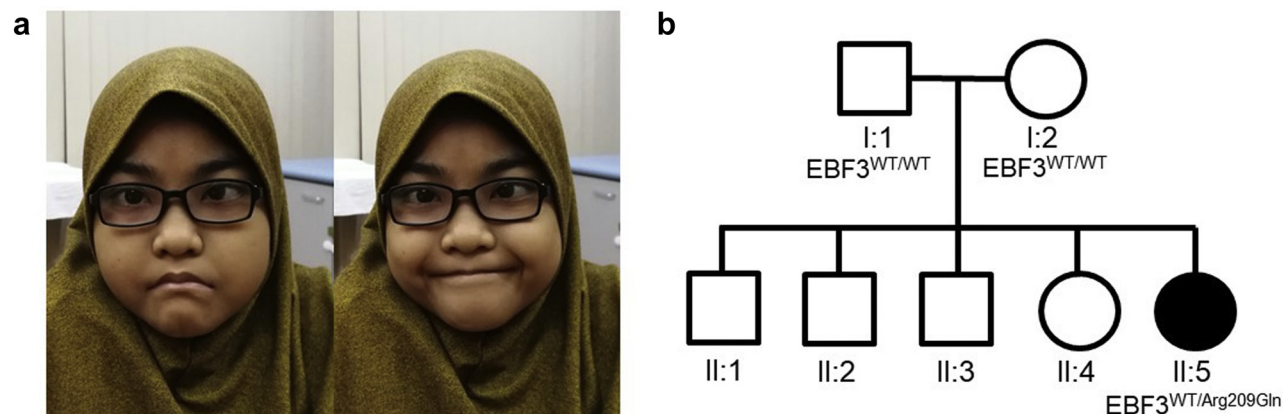 a
b
I:1
I:2
EBF3WT/WT
EBF3WT/WT
II:1
II:2
II:3
II:4
II:5
EBF3WT/Arg209Gln